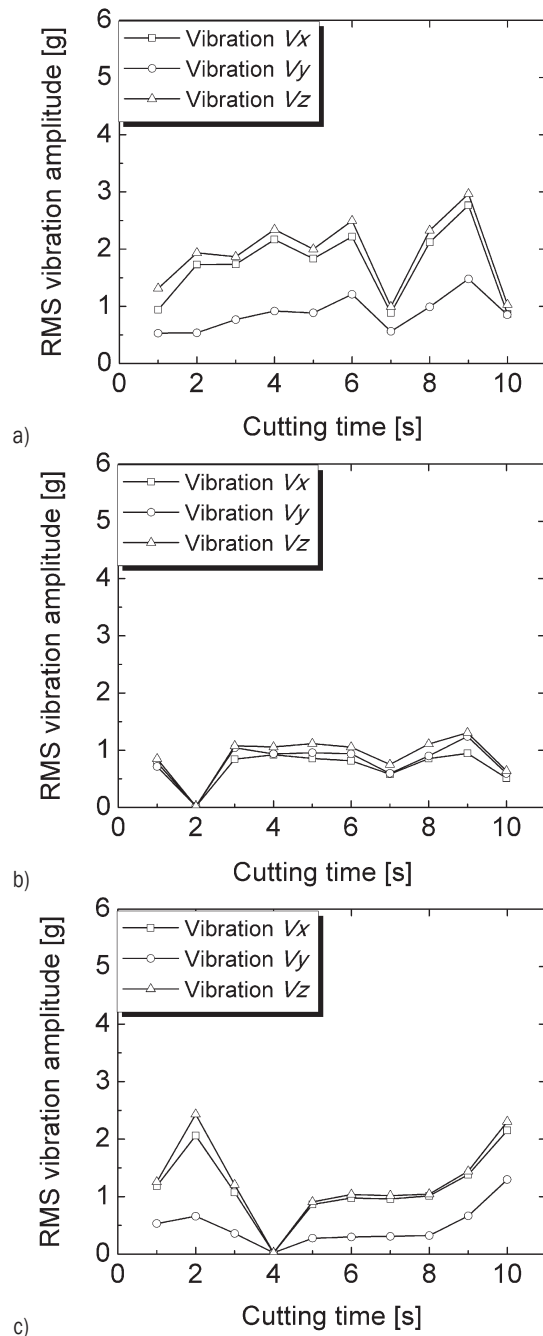 6
Vibration Vx
5
Vibration Vy
Vibration Vz
4
3
2
1
0
0 2 4 6 8 10
RMS vibration amplitude [g]
Cutting time [s]
a)
6
Vibration Vx
5
Vibration Vy
Vibration Vz
4
3
2
1
0
0 2 4 6 8 10
RMS vibration amplitude [g]
Cutting time [s]
b)
6
Vibration Vx
5
Vibration Vy
Vibration Vz
4
3
2
1
0
0 2 4 6 8 10
RMS vibration amplitude [g]
Cutting time [s]
c)